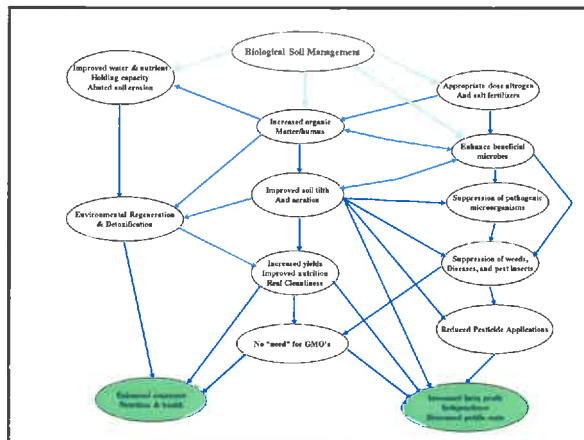 Biological Soil Management
Improved water & nutrient
Holding capacity
Abated soil erosion
Appropriate dose nitrogen
And salt fertilizers
Increased organic
Matter/humus
Enhance beneficial
microbes
Improved soil tilth
And aeration
Suppression of pathogenic
microorganisms
Environmental Regeneration
& Detoxification
Increased yields
Improved nutrition
Real Cleanliness
Suppression of weeds,
Diseases, and pest insects
No "need" for GMO's
Reduced Pesticide Applications
Enhanced consumer
Nutrition & health
Increased farm profit
Independence
Decreased public costs